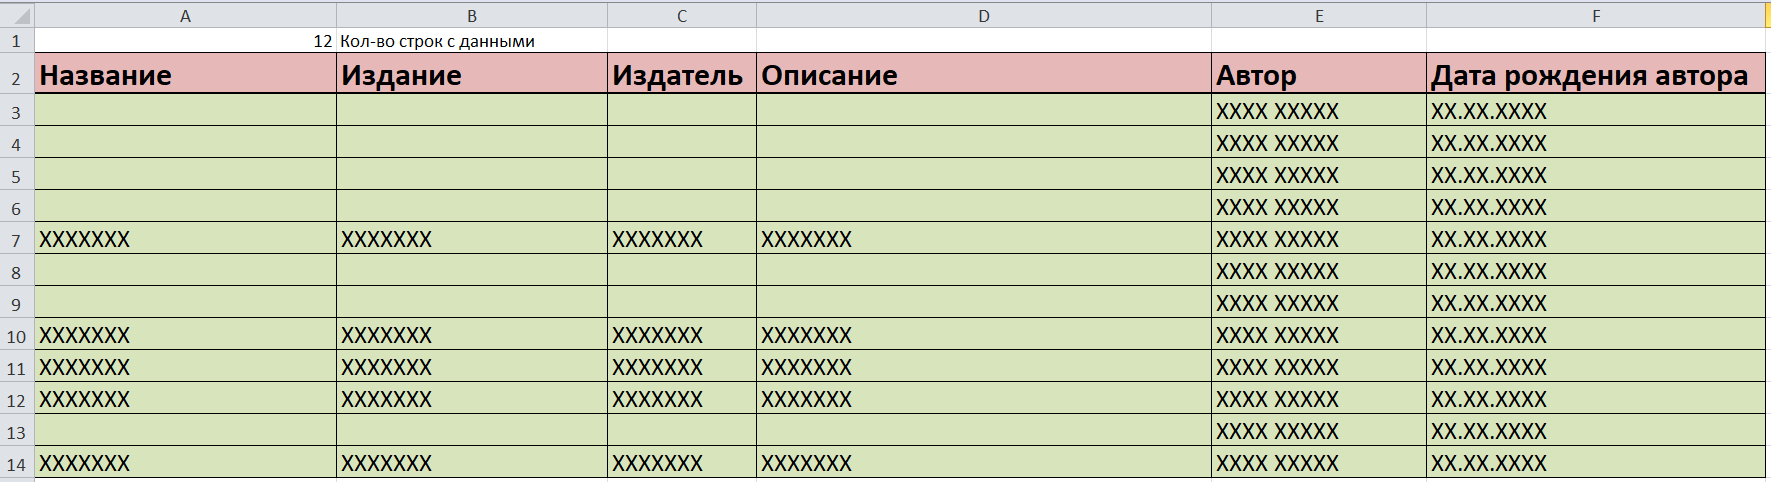 A B C D E F
1 12 Кол-во строк с данными
2 Название Издание Издатель Описание Автор Дата рождения автора
3 XXXX XXXXX XX.XX.XXXX
4 XXXX XXXXX XX.XX.XXXX
5 XXXX XXXXX XX.XX.XXXX
6 XXXX XXXXX XX.XX.XXXX
7 XXXXXXX XXXXXXX XXXXXXX XXXXXXX XXXX XXXXX XX.XX.XXXX
8 XXXX XXXXX XX.XX.XXXX
9 XXXX XXXXX XX.XX.XXXX
10 XXXXXXX XXXXXXX XXXXXXX XXXXXXX XXXX XXXXX XX.XX.XXXX
11 XXXXXXX XXXXXXX XXXXXXX XXXXXXX XXXX XXXXX XX.XX.XXXX
12 XXXXXXX XXXXXXX XXXXXXX XXXXXXX XXXX XXXXX XX.XX.XXXX
13 XXXX XXXXX XX.XX.XXXX
14 XXXXXXX XXXXXXX XXXXXXX XXXXXXX XXXX XXXXX XX.XX.XXXX